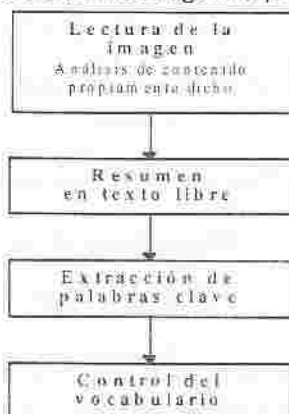 Lectura de la
imagen
Análisis de contenido
propiamente dicho
Resumen
en texto libre
Extracción de
palabras clave
Control del
vocabulario